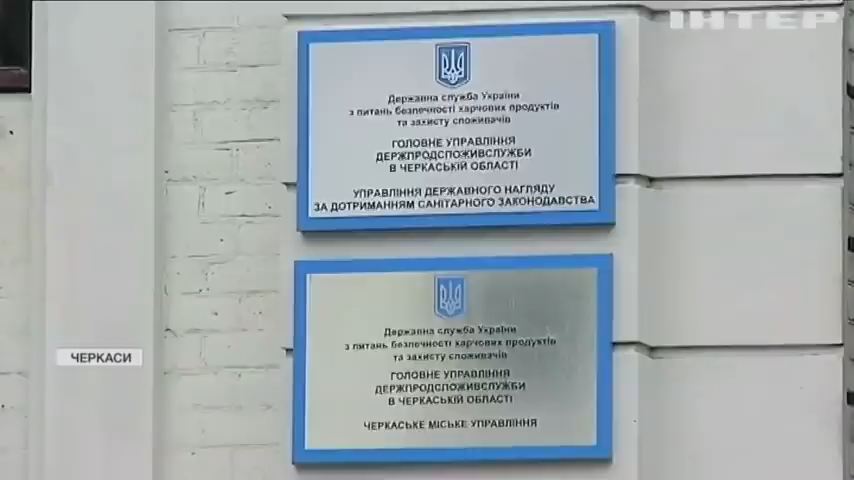 ІНТЕР
Державна служба України
з питань безпечності харчових продуктів
та захисту споживачів
ГОЛОВНЕ УПРАВЛІННЯ
ДЕРЖПРОДСПОЖИВСЛУЖБИ
В ЧЕРКАСЬКІЙ ОБЛАСТІ
УПРАВЛІННЯ ДЕРЖАВНОГО НАГЛЯДУ
ЗА ДОТРИМАННЯМ САНІТАРНОГО ЗАКОНОДАВСТВА
Державна служба України
з питань безпечності харчових продуктів
та захисту споживачів
ГОЛОВНЕ УПРАВЛІННЯ
ДЕРЖПРОДСПОЖИВСЛУЖБИ
В ЧЕРКАСЬКІЙ ОБЛАСТІ
ЧЕРКАСЬКЕ МІСЬКЕ УПРАВЛІННЯ
ЧЕРКАСИ